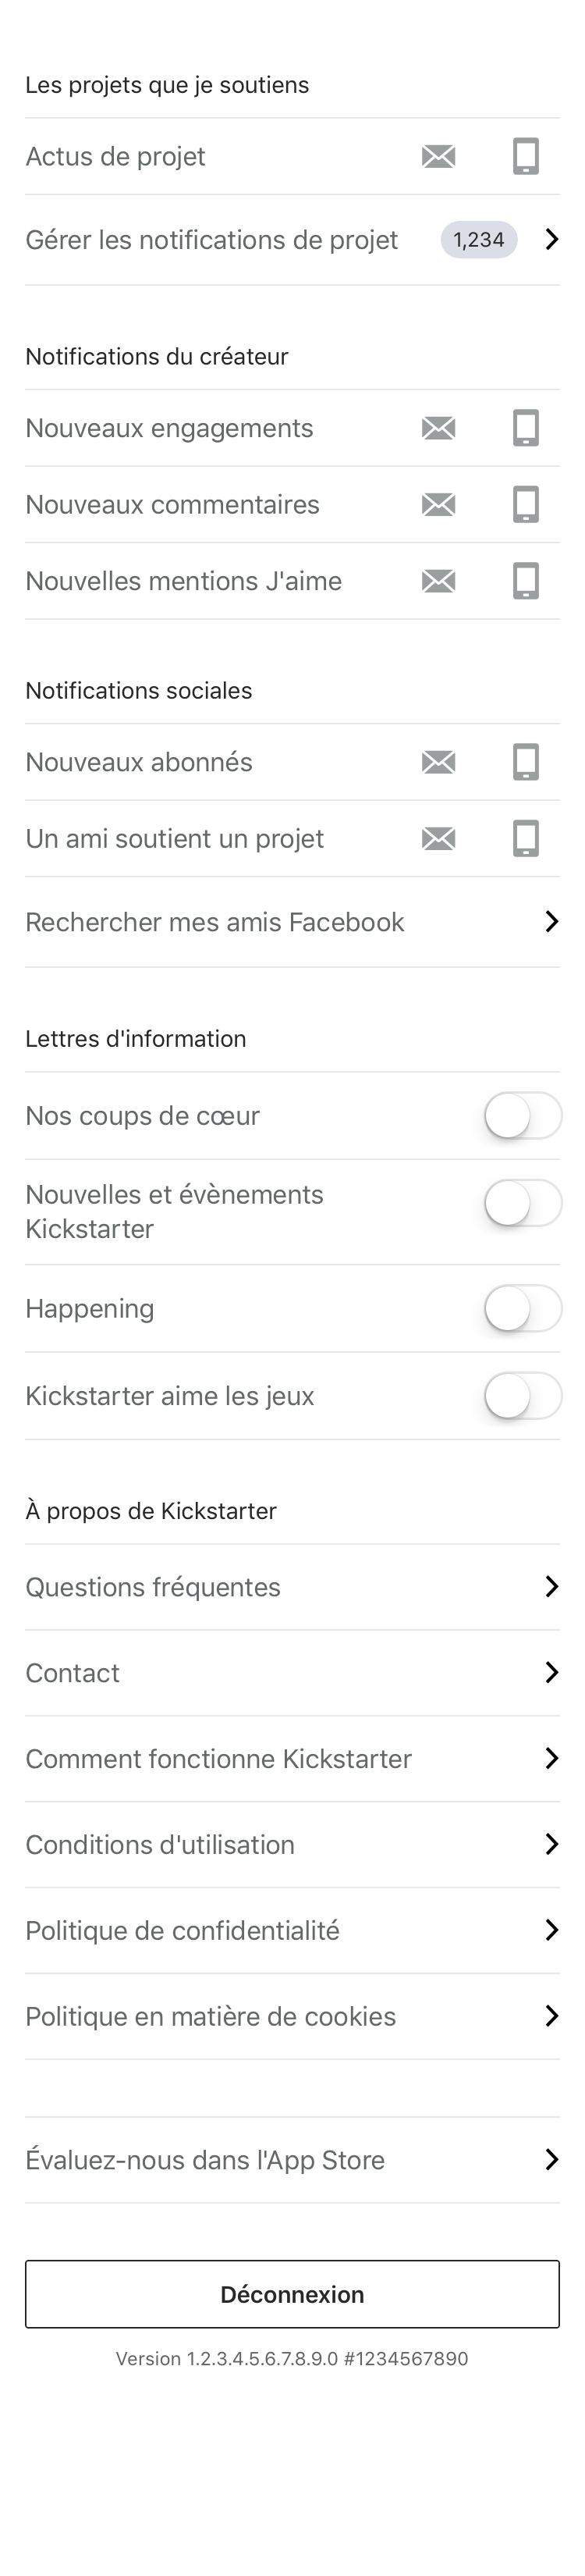 Les projets que je soutiens
Actus de projet
Gérer les notifications de projet 1,234
Notifications du créateur
Nouveaux engagements
Nouveaux commentaires
Nouvelles mentions J'aime
Notifications sociales
Nouveaux abonnés
Un ami soutient un projet
Rechercher mes amis Facebook
Lettres d'information
Nos coups de cœur
Nouvelles et évènements
Kickstarter
Happening
Kickstarter aime les jeux
À propos de Kickstarter
Questions fréquentes
Contact
Comment fonctionne Kickstarter
Conditions d'utilisation
Politique de confidentialité
Politique en matière de cookies
Évaluez-nous dans l'App Store
Déconnexion
Version 1.2.3.4.5.6.7.8.9.0 #1234567890